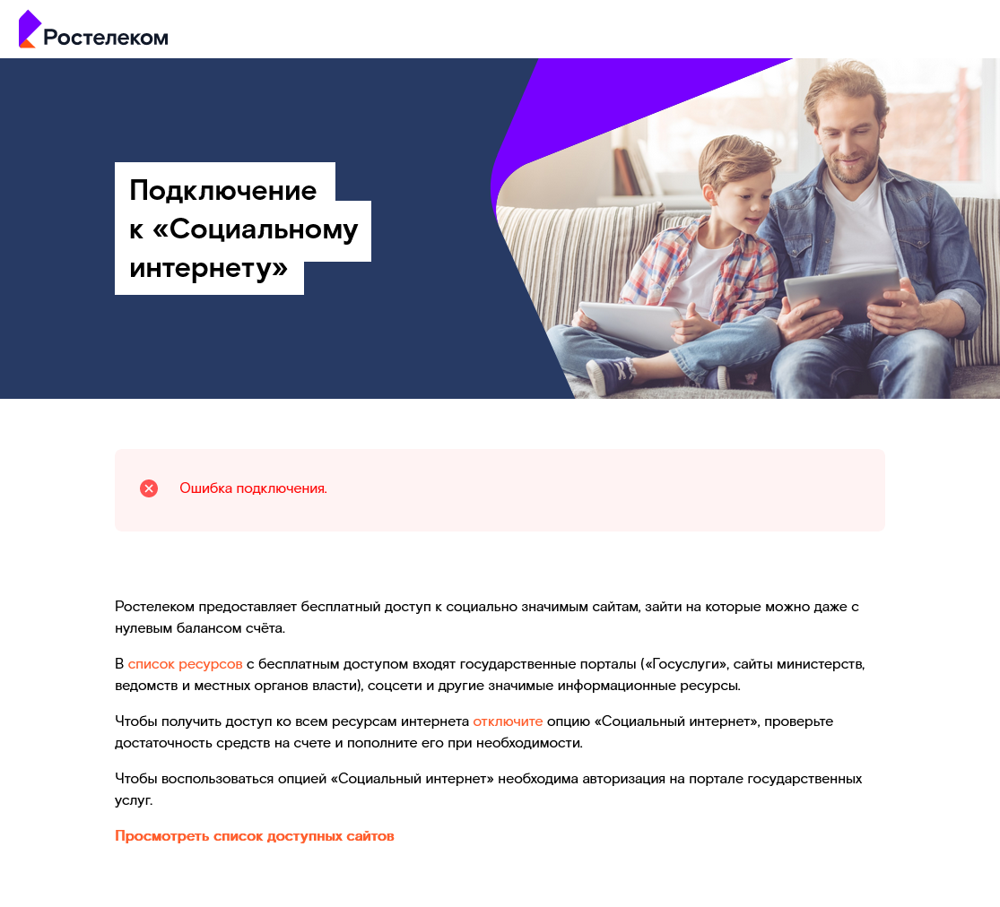 Ростелеком
Подключение
к «Социальному
интернету»
Ошибка подключения.
Ростелеком предоставляет бесплатный доступ к социально значимым сайтам, зайти на которые можно даже с
нулевым балансом счёта.
В список ресурсов с бесплатным доступом входят государственные порталы («Госуслуги», сайты министерств,
ведомств и местных органов власти), соцсети и другие значимые информационные ресурсы.
Чтобы получить доступ ко всем ресурсам интернета отключите опцию «Социальный интернет», проверьте
достаточность средств на счете и пополните его при необходимости.
Чтобы воспользоваться опцией «Социальный интернет» необходима авторизация на портале государственных
услуг.
Просмотреть список доступных сайтов